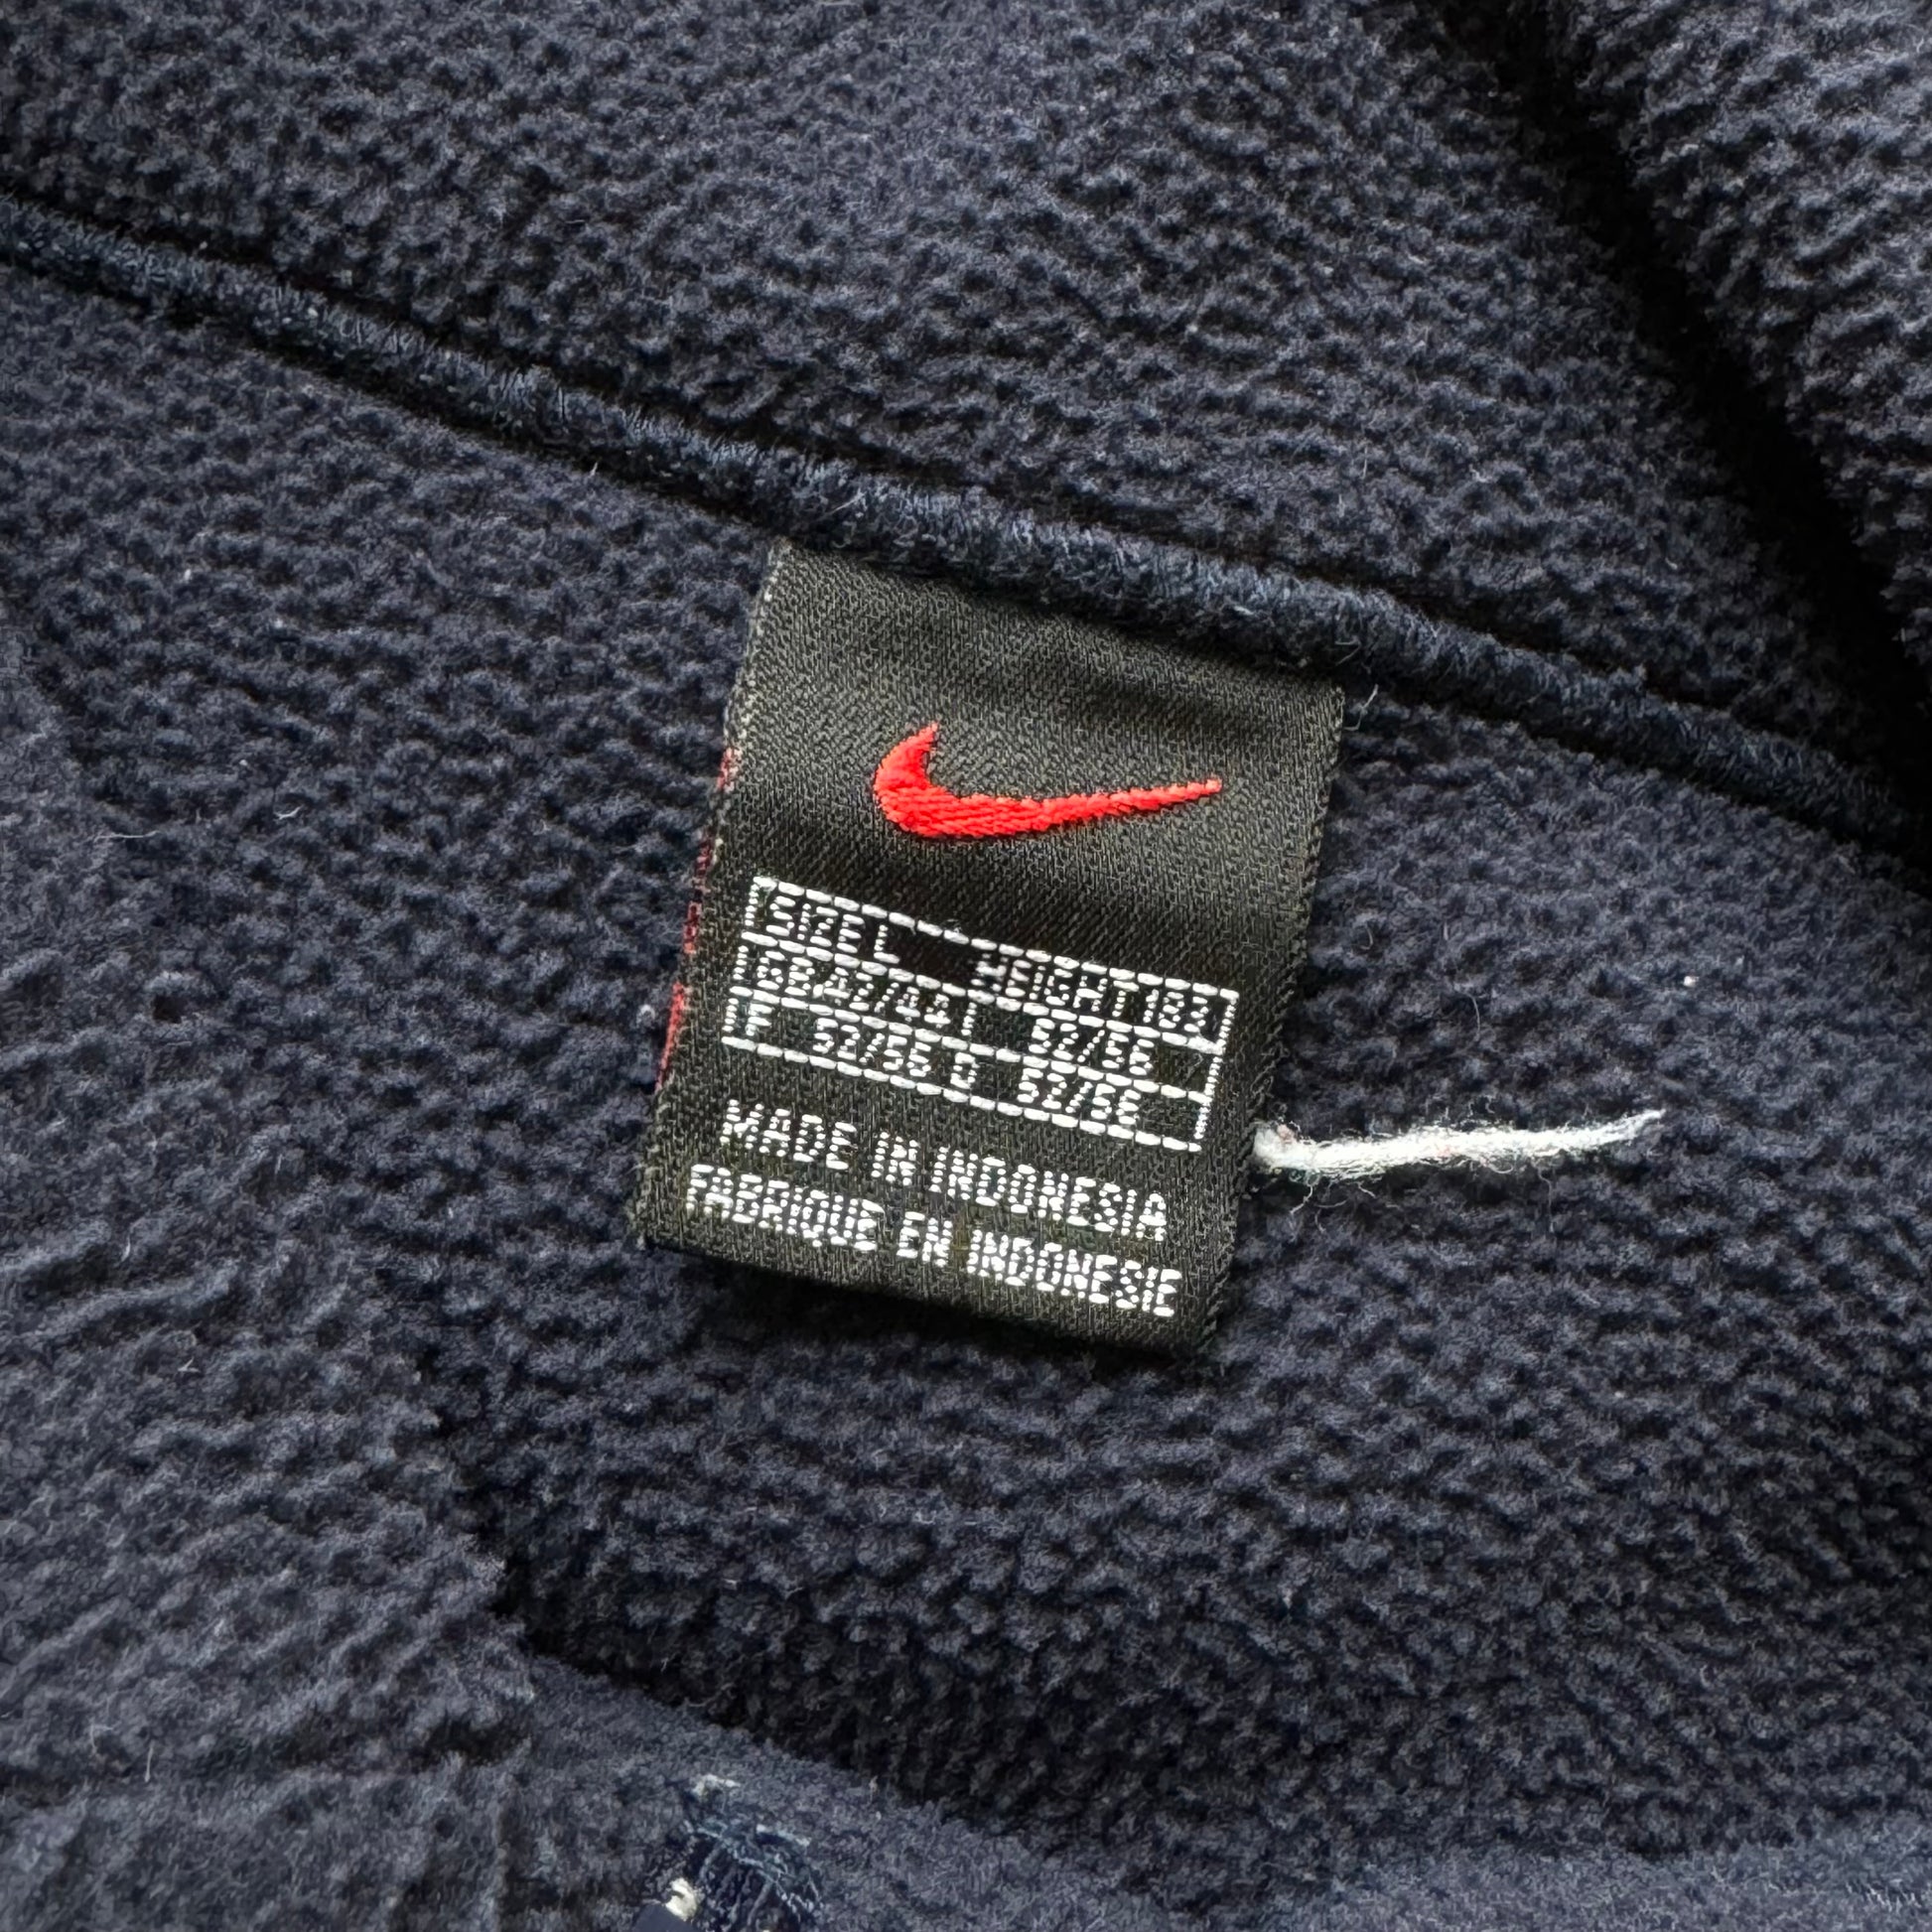 SIZE L HEIGHT 183
GB 42/44 I 52/56
F 52/56 D 52/56
MADE IN INDONESIA
FABRIQUE EN INDONESIE